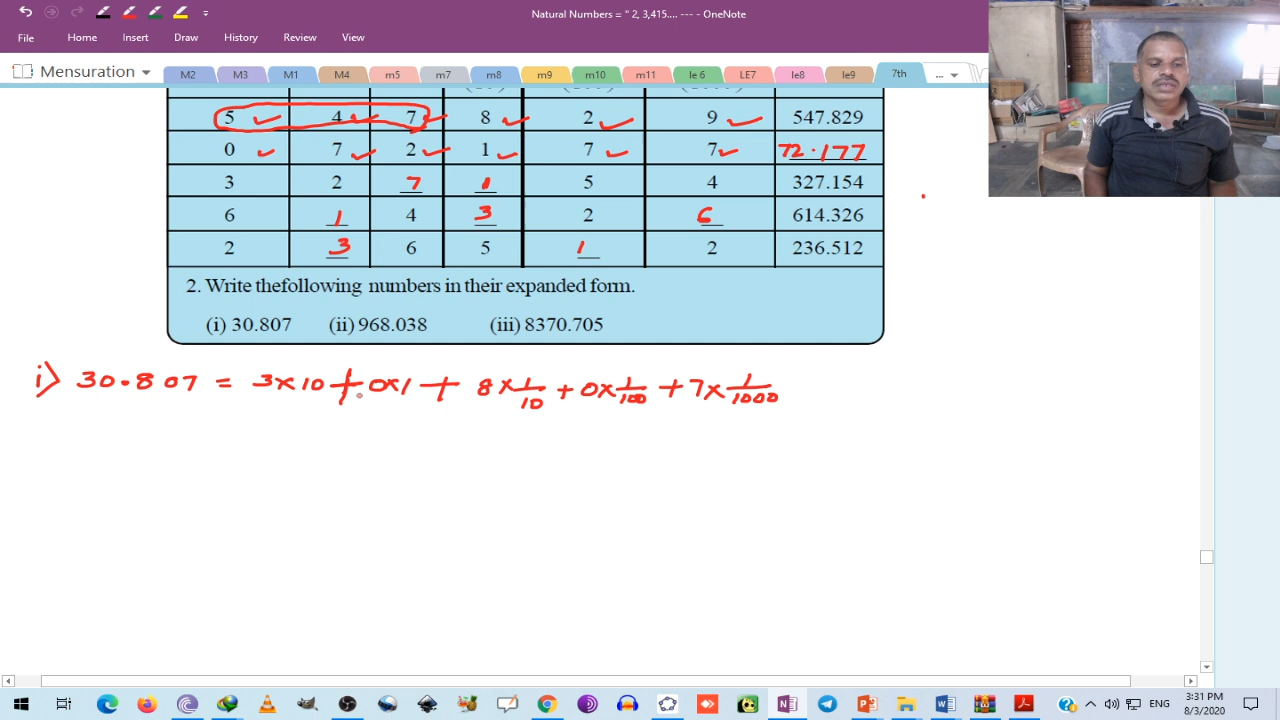 Natural Numbers = " 2, 3,415.... --- - OneNote
File Home Insert Draw History Review View
Mensuration M2 M3 M1 M4 m5 m7 m8 m9 m10 m11 le 6 LE7 le8 le9 7th ...
5 4 7 8 2 9 547.829
0 7 2 1 7 7 72.177
3 2 7 1 5 4 327.154
6 1 4 3 2 6 614.326
2 3 6 5 1 2 236.512
2. Write thefollowing numbers in their expanded form.
(i) 30.807 (ii) 968.038 (iii) 8370.705
i) 30.807 = 3×10 + 0×1 + 8×1/10 + 0×1/100 + 7×1/1000
ENG 3:31 PM
8/3/2020